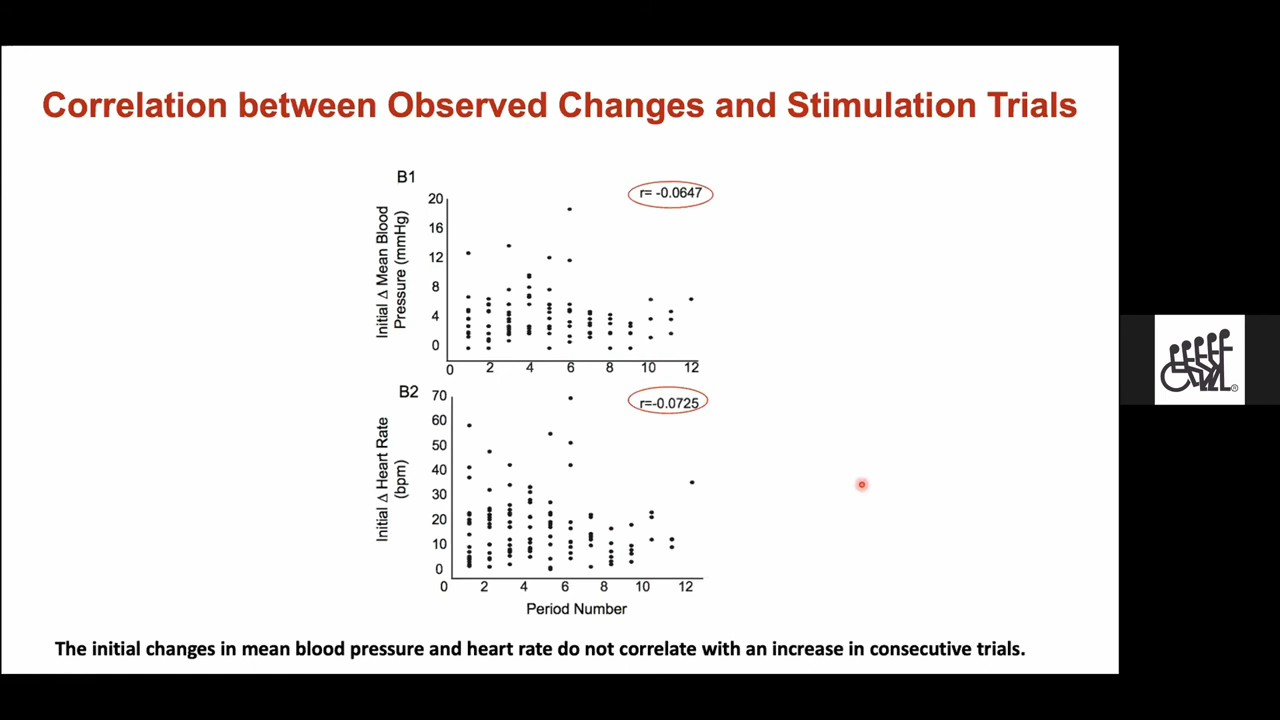 Correlation between Observed Changes and Stimulation Trials
B1
r= -0.0647
Initial Δ Mean Blood
Pressure (mmHg)
20
16
12
8
4
0
0 2 4 6 8 10 12
B2
r=-0.0725
Initial Δ Heart Rate
(bpm)
70
60
50
40
30
20
10
0
0 2 4 6 8 10 12
Period Number
The initial changes in mean blood pressure and heart rate do not correlate with an increase in consecutive trials.
®